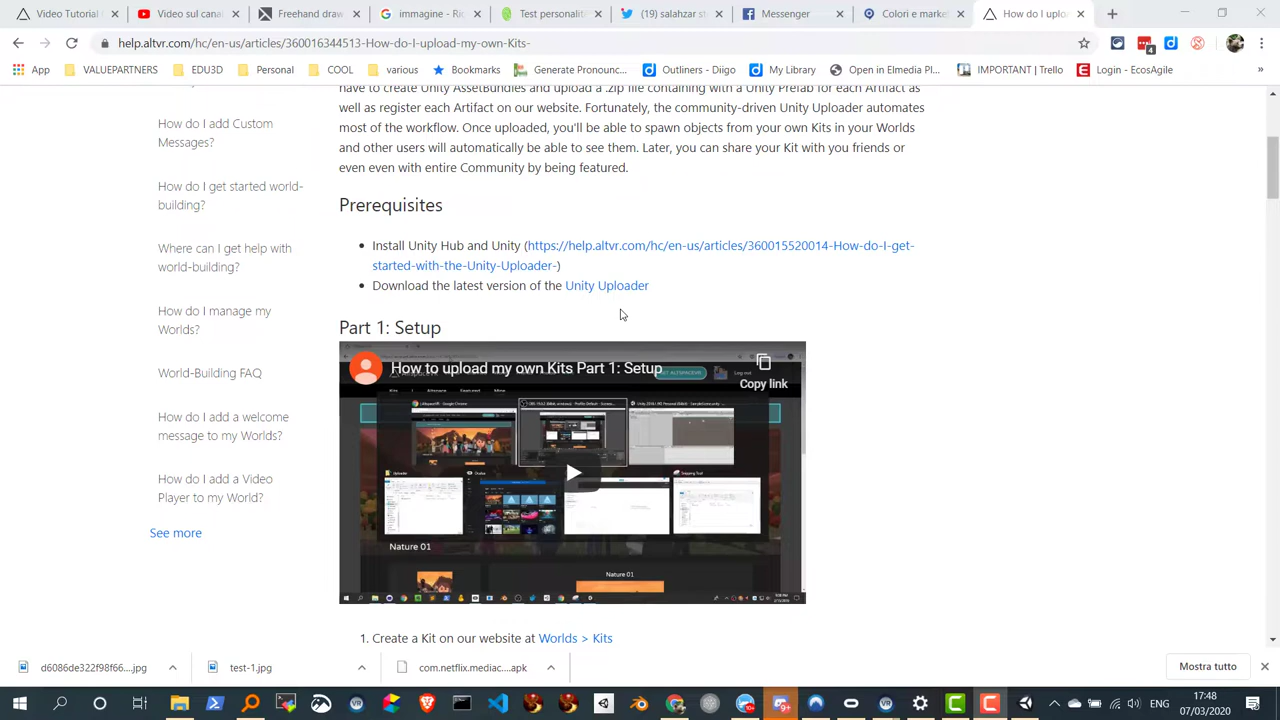 Video Tutorial
Video sul canal
Freehand draw
immagine - Ric
Test personal
(19) salahzar st
Messenger
Colori e market
How do I uploa
help.altvr.com/hc/en-us/articles/360016344513-How-do-I-upload-my-own-Kits-
4
App
VALUEPARTNERS
EDU3D
Personal
COOL
various
Bookmarks
Generate Pronounc...
Outliners - Diigo
My Library
Open in Elmedia Pl...
IMPORTANT | Trello
Login - EcosAgile
»
have to create Unity AssetBundles and upload a .zip file containing with a Unity Prefab for each Artifact as
well as register each Artifact on our website. Fortunately, the community-driven Unity Uploader automates
most of the workflow. Once uploaded, you'll be able to spawn objects from your own Kits in your Worlds
and other users will automatically be able to see them. Later, you can share your Kit with you friends or
even even with entire Community by being featured.
How do I add Custom
Messages?
How do I get started world-
building?
Where can I get help with
world-building?
How do I manage my
Worlds?
World-Building FAQ
How do I add a welcome
message to my Worlds?
How do I add a Video
Player to my World?
See more
Prerequisites
• Install Unity Hub and Unity (https://help.altvr.com/hc/en-us/articles/360015520014-How-do-I-get-
started-with-the-Unity-Uploader-)
• Download the latest version of the Unity Uploader
Part 1: Setup
How to upload my own Kits Part 1: Setup
Copy link
Log out
Nature 01
Nature 01
1. Create a Kit on our website at Worlds > Kits
d6086de322f98f66....jpg
test-1.jpg
com.netflix.mediac....apk
Mostra tutto
17:48
07/03/2020